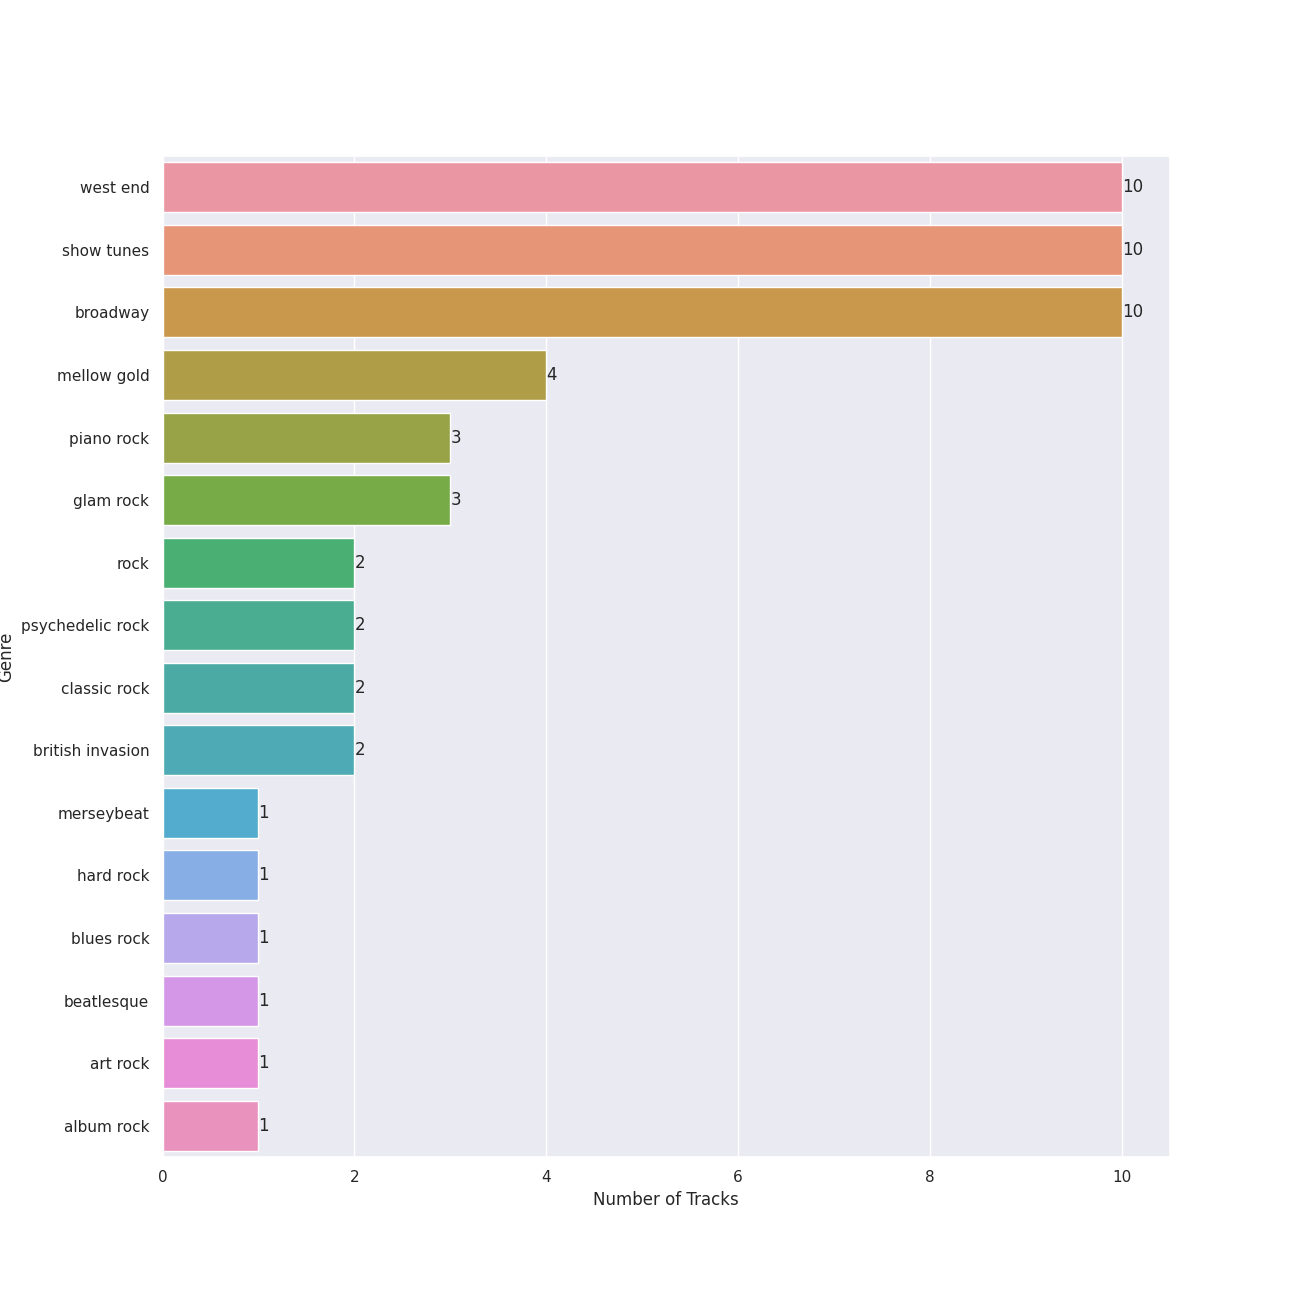 west end 10
show tunes 10
broadway 10
mellow gold 4
piano rock 3
glam rock 3
rock 2
psychedelic rock 2
classic rock 2
british invasion 2
merseybeat 1
hard rock 1
blues rock 1
beatlesque 1
art rock 1
album rock 1
Genre
0 2 4 6 8 10
Number of Tracks